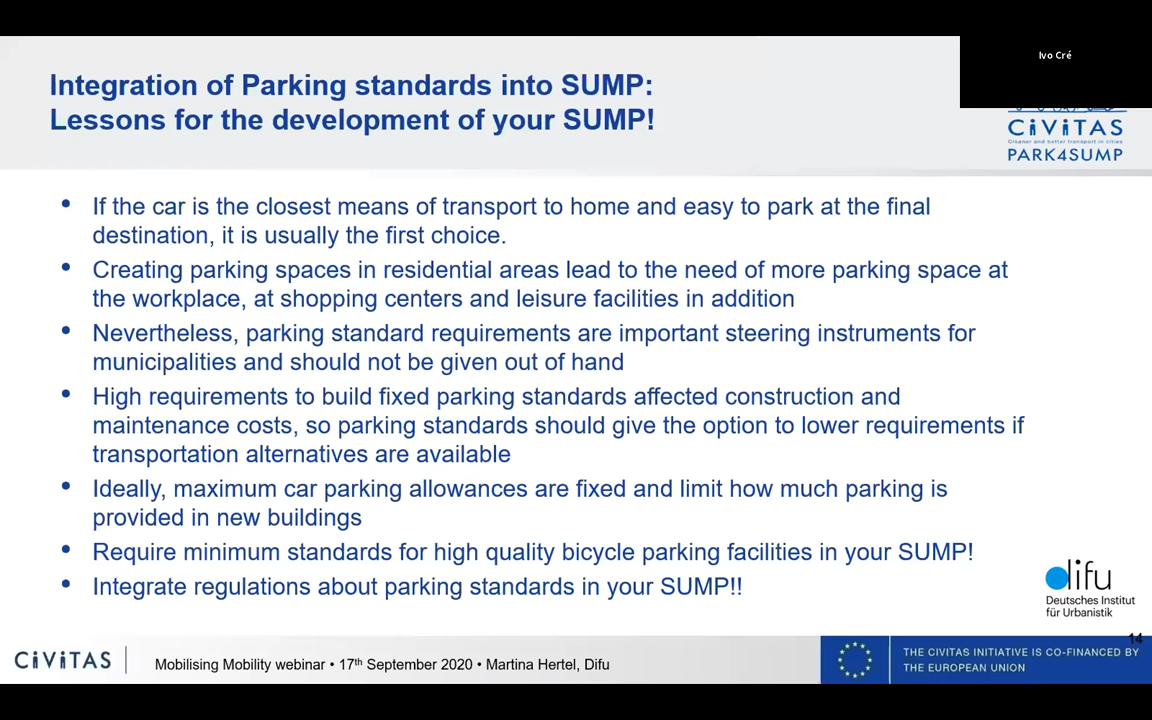 Ivo Cré
Integration of Parking standards into SUMP:
Lessons for the development of your SUMP!
CiViTAS
Cleaner and better transport in cities
PARK4SUMP
• If the car is the closest means of transport to home and easy to park at the final
destination, it is usually the first choice.
• Creating parking spaces in residential areas lead to the need of more parking space at
the workplace, at shopping centers and leisure facilities in addition
• Nevertheless, parking standard requirements are important steering instruments for
municipalities and should not be given out of hand
• High requirements to build fixed parking standards affected construction and
maintenance costs, so parking standards should give the option to lower requirements if
transportation alternatives are available
• Ideally, maximum car parking allowances are fixed and limit how much parking is
provided in new buildings
• Require minimum standards for high quality bicycle parking facilities in your SUMP!
• Integrate regulations about parking standards in your SUMP!!
difu
Deutsches Institut
für Urbanistik
14
CiViTAS
Mobilising Mobility webinar • 17th September 2020 • Martina Hertel, Difu
THE CIVITAS INITIATIVE IS CO-FINANCED BY
THE EUROPEAN UNION